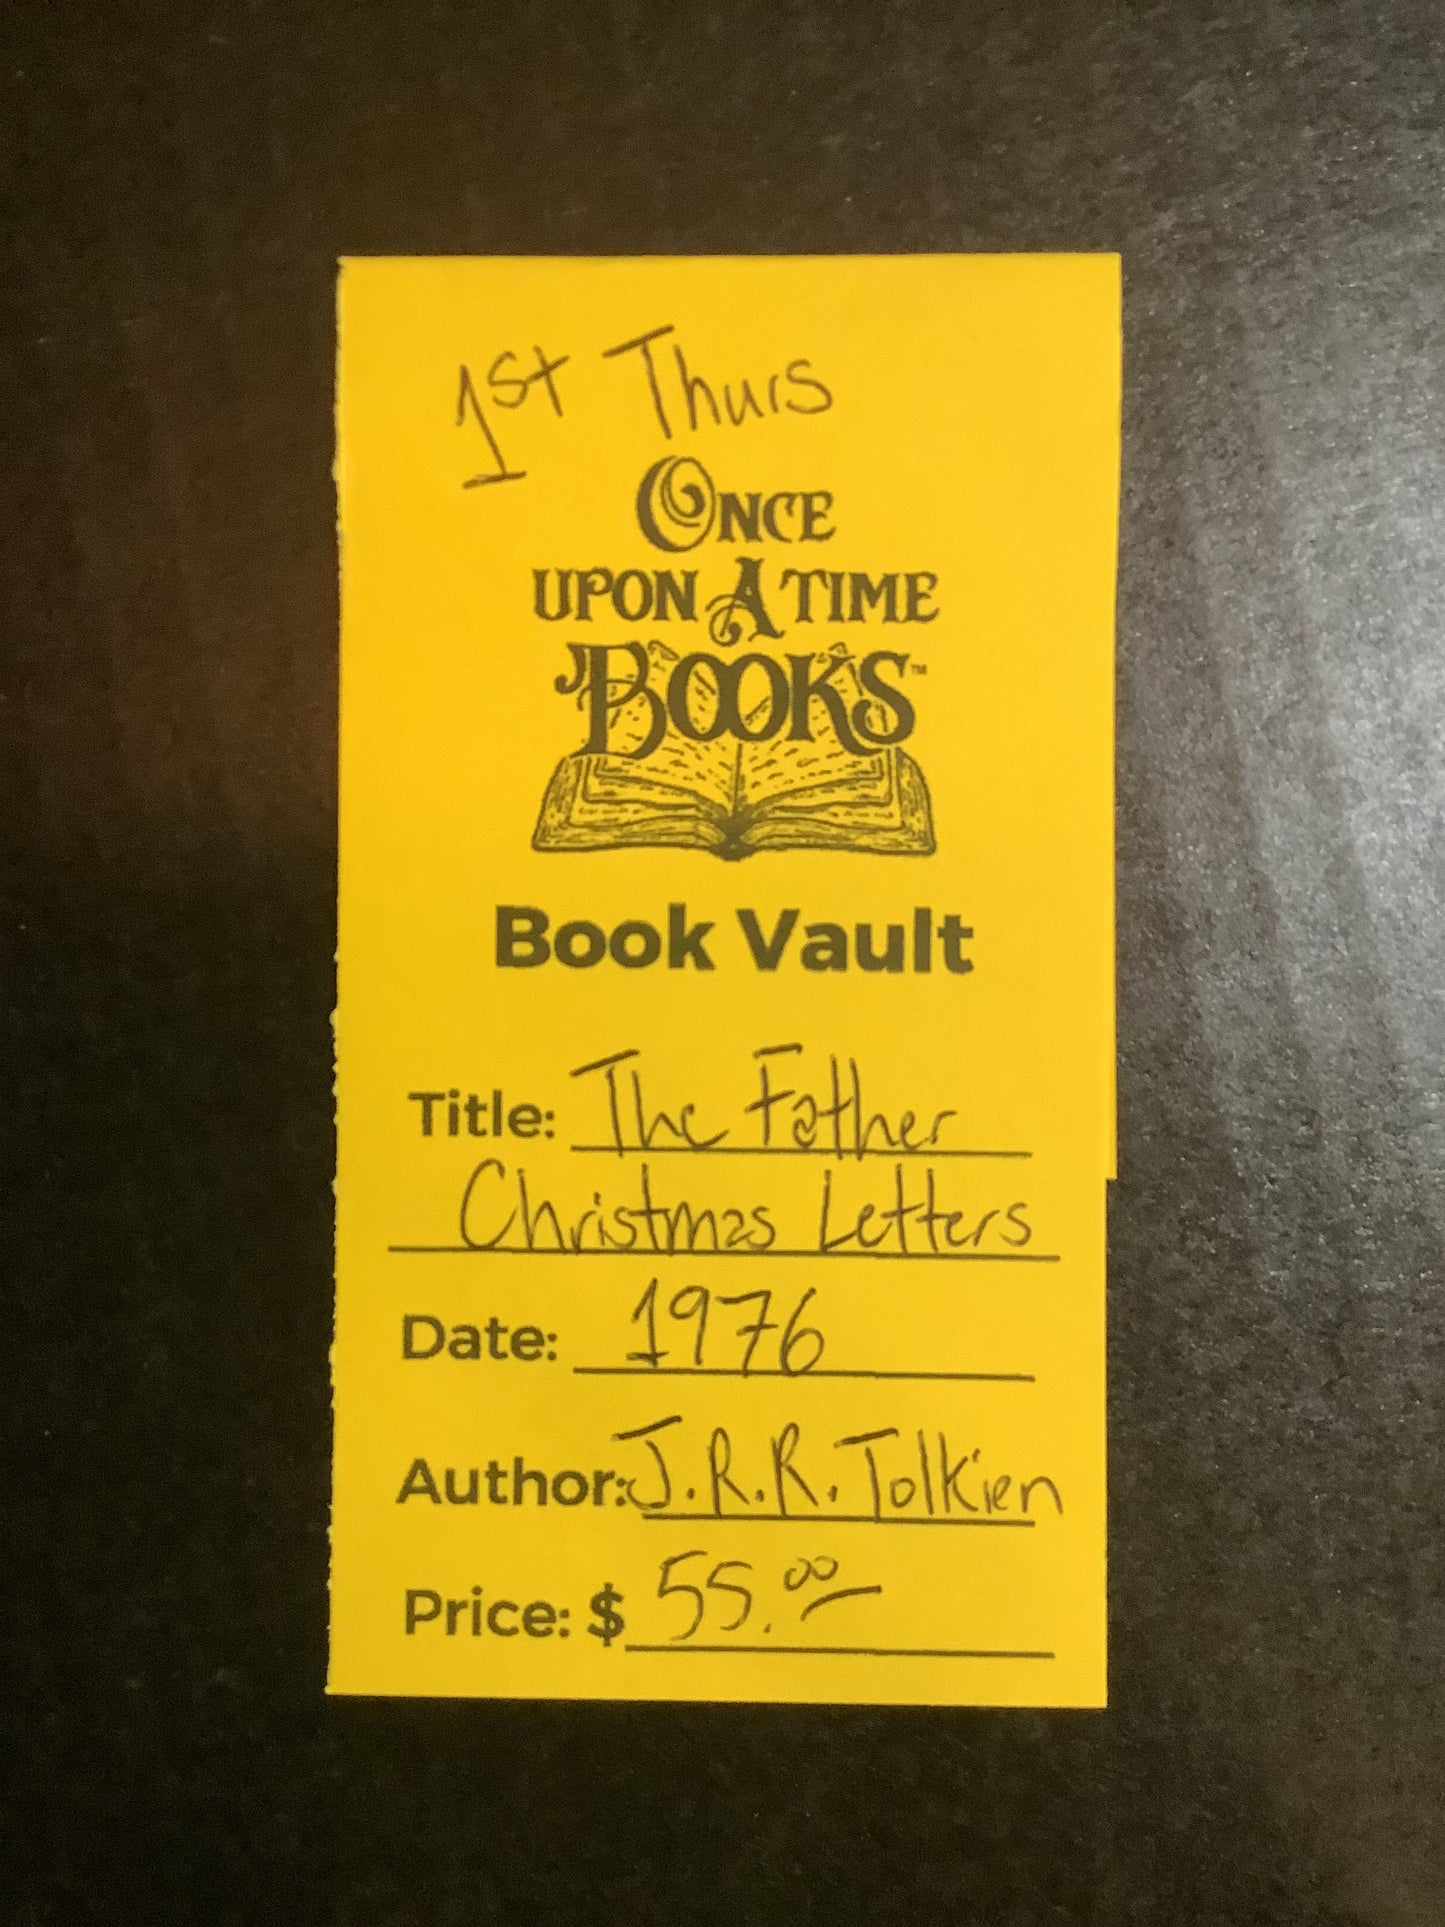 1st Thurs
ONCE
UPON A TIME
BOOKS™
Book Vault
Title: The Father
Christmas Letters
Date: 1976
Author: J.R.R. Tolkien
Price: $ 55.00